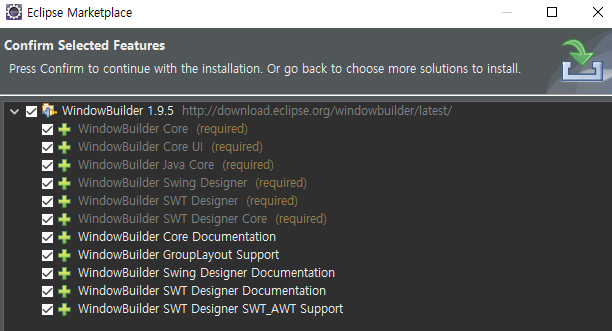 Eclipse Marketplace
Confirm Selected Features
Press Confirm to continue with the installation. Or go back to choose more solutions to install.
WindowBuilder 1.9.5 http://download.eclipse.org/windowbuilder/latest/
WindowBuilder Core (required)
WindowBuilder Core UI (required)
WindowBuilder Java Core (required)
WindowBuilder Swing Designer (required)
WindowBuilder SWT Designer (required)
WindowBuilder SWT Designer Core (required)
WindowBuilder Core Documentation
WindowBuilder GroupLayout Support
WindowBuilder Swing Designer Documentation
WindowBuilder SWT Designer Documentation
WindowBuilder SWT Designer SWT_AWT Support